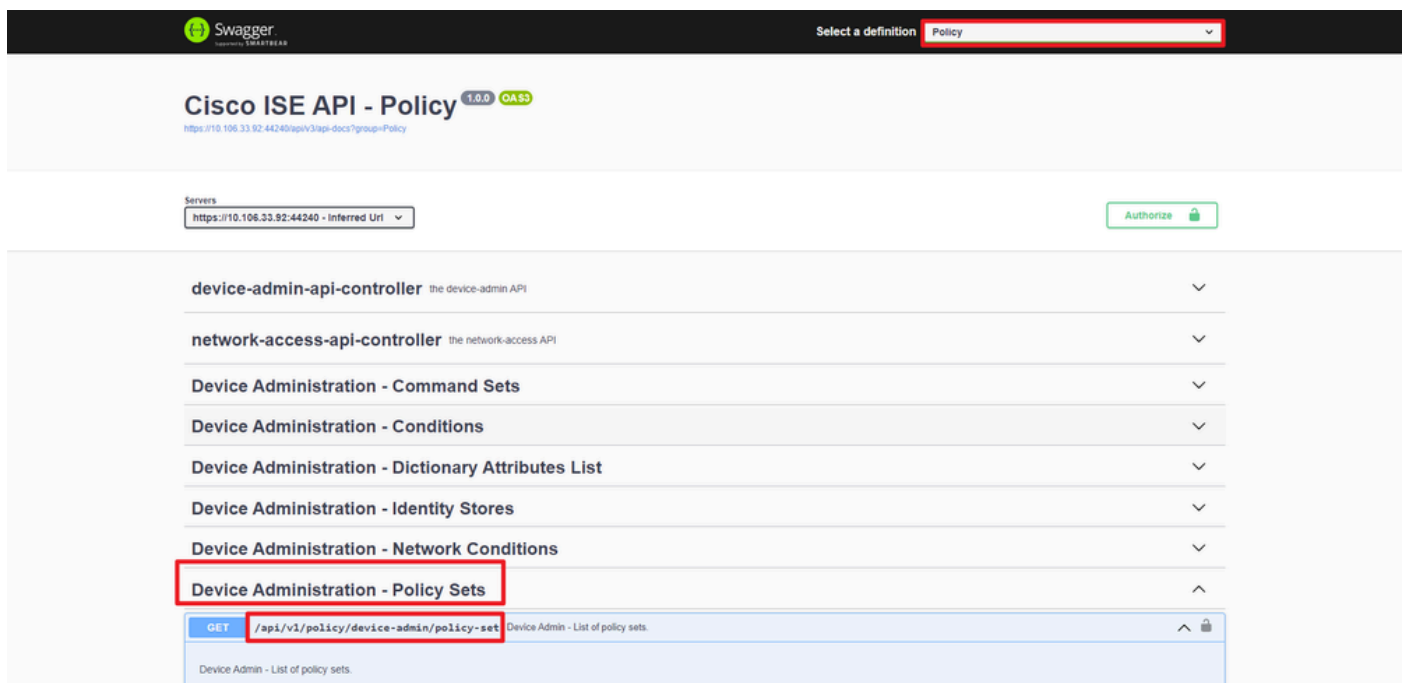 Swagger
Supported by SMARTBEAR
Select a definition
Policy
Cisco ISE API - Policy 1.0.0 OAS3
https://10.106.33.92:44240/api/v3/api-docs?group=Policy
Servers
https://10.106.33.92:44240 - Inferred Url
Authorize
device-admin-api-controller the device-admin API
network-access-api-controller the network-access API
Device Administration - Command Sets
Device Administration - Conditions
Device Administration - Dictionary Attributes List
Device Administration - Identity Stores
Device Administration - Network Conditions
Device Administration - Policy Sets
GET /api/v1/policy/device-admin/policy-set Device Admin - List of policy sets.
Device Admin - List of policy sets.